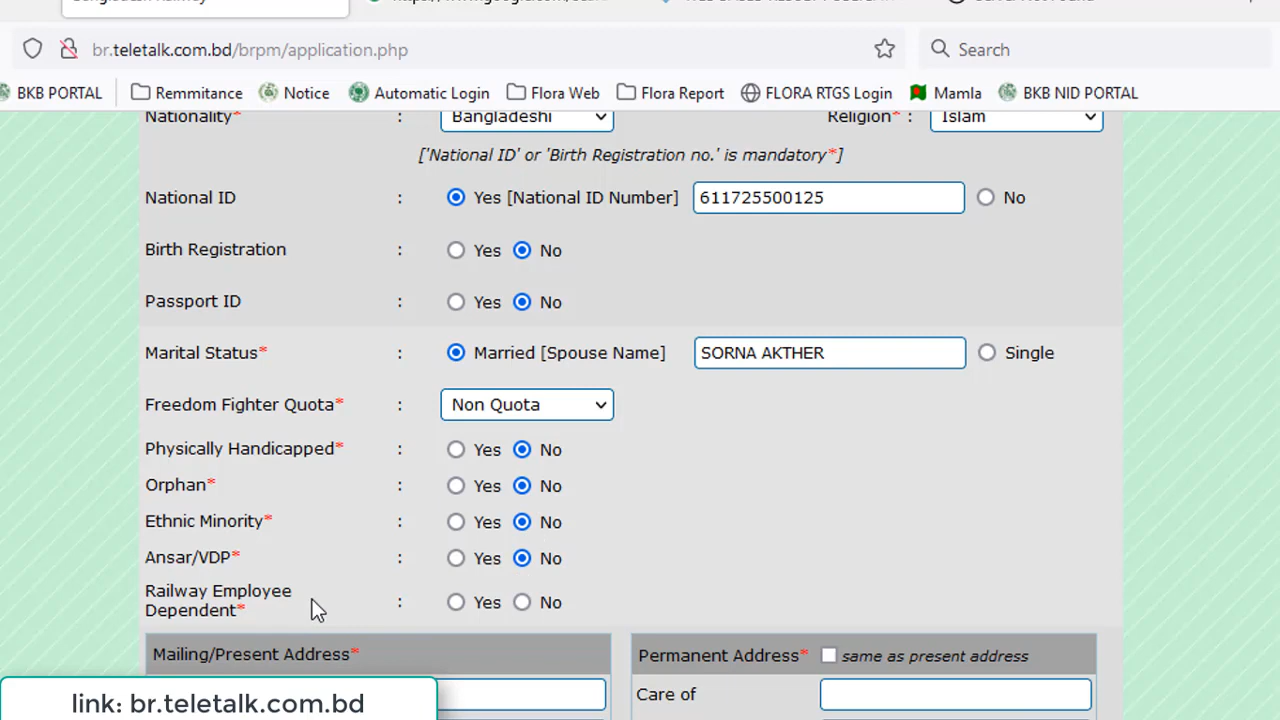 br.teletalk.com.bd/brpm/application.php
Search
BKB PORTAL Remmitance Notice Automatic Login Flora Web Flora Report FLORA RTGS Login Mamla BKB NID PORTAL
Nationality* : Bangladeshi Religion* : Islam
['National ID' or 'Birth Registration no.' is mandatory*]
National ID : Yes [National ID Number] 611725500125 No
Birth Registration : Yes No
Passport ID : Yes No
Marital Status* : Married [Spouse Name] SORNA AKTHER Single
Freedom Fighter Quota* : Non Quota
Physically Handicapped* : Yes No
Orphan* : Yes No
Ethnic Minority* : Yes No
Ansar/VDP* : Yes No
Railway Employee
Dependent* : Yes No
Mailing/Present Address*
Permanent Address* same as present address
Care of
link: br.teletalk.com.bd